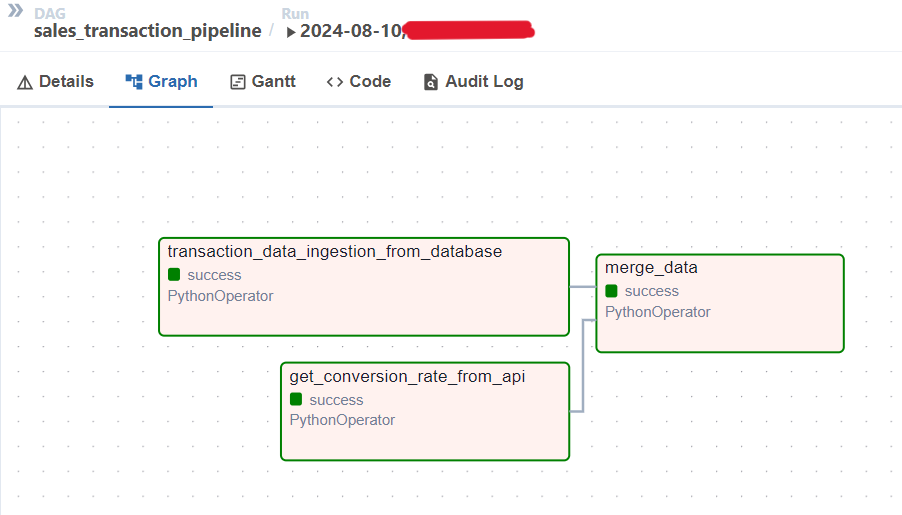 DAG
Run
sales_transaction_pipeline / 2024-08-10,
Details
Graph
Gantt
Code
Audit Log
transaction_data_ingestion_from_database
success
PythonOperator
merge_data
success
PythonOperator
get_conversion_rate_from_api
success
PythonOperator